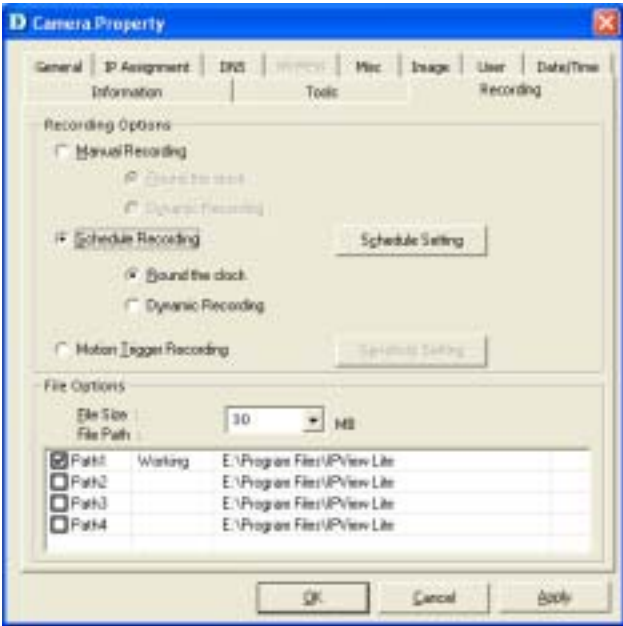 D Camera Property
General IP Assignment DNS Misc Image User Date/Time
Information Tools Recording
Recording Options
Manual Recording
Round the clock
Dynamic Recording
Schedule Recording Schedule Setting
Round the clock
Dynamic Recording
Motion Trigger Recording Sensitivity Setting
File Options
File Size :
30 MB
File Path :
Path1 Working E:\Program Files\IPView Lite
Path2 E:\Program Files\IPView Lite
Path3 E:\Program Files\IPView Lite
Path4 E:\Program Files\IPView Lite
OK Cancel Apply